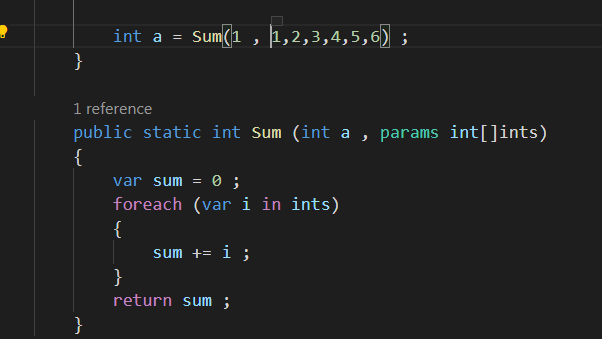 int a = Sum(1 , 1,2,3,4,5,6) ;
}
1 reference
public static int Sum (int a , params int[]ints)
{
var sum = 0 ;
foreach (var i in ints)
{
sum += i ;
}
return sum ;
}